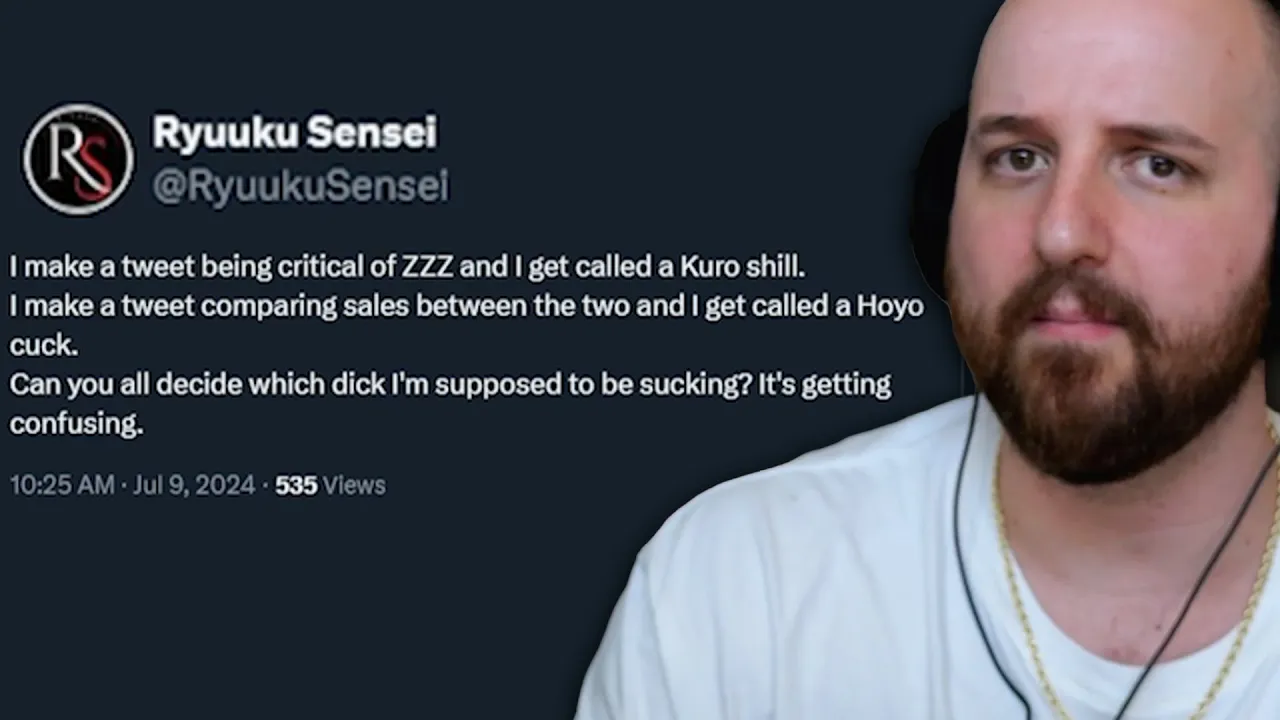 RS
Ryuuku Sensei
@RyuukuSensei
I make a tweet being critical of ZZZ and I get called a Kuro shill.
I make a tweet comparing sales between the two and I get called a Hoyo
cuck.
Can you all decide which dick I'm supposed to be sucking? It's getting
confusing.
10:25 AM · Jul 9, 2024 · 535 Views